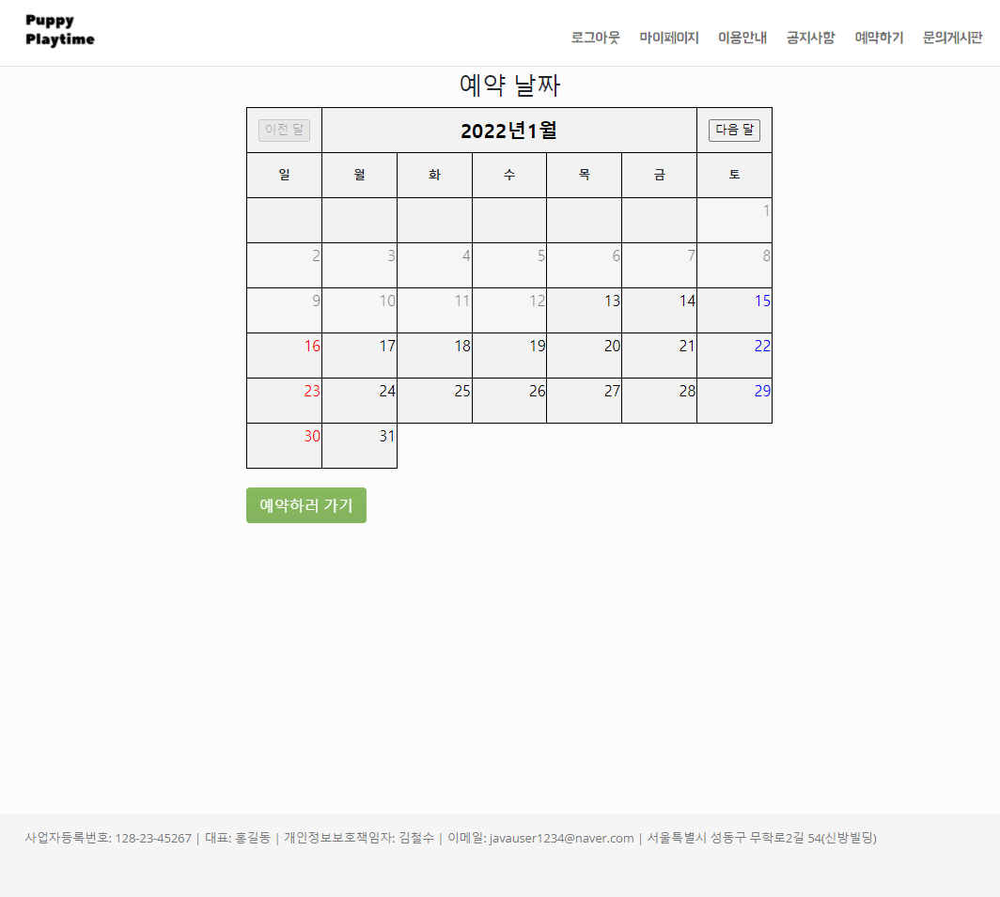 Puppy
Playtime
로그아웃 마이페이지 이용안내 공지사항 예약하기 문의게시판
예약 날짜
이전 달 2022년1월 다음 달
일 월 화 수 목 금 토
1
2 3 4 5 6 7 8
9 10 11 12 13 14 15
16 17 18 19 20 21 22
23 24 25 26 27 28 29
30 31
예약하러 가기
사업자등록번호: 128-23-45267 | 대표: 홍길동 | 개인정보보호책임자: 김철수 | 이메일: javauser1234@naver.com | 서울특별시 성동구 무학로2길 54(신방빌딩)